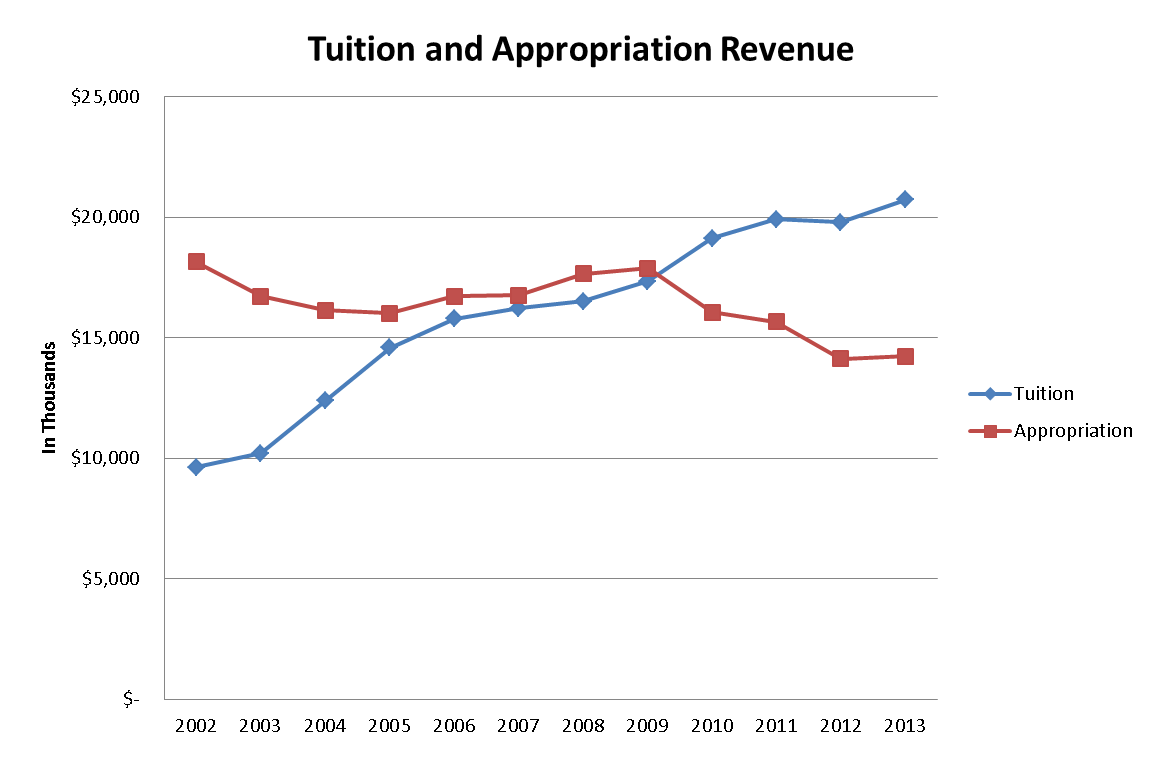 Tuition and Appropriation Revenue
$25,000
$20,000
$15,000
$10,000
$5,000
$-
In Thousands
2002 2003 2004 2005 2006 2007 2008 2009 2010 2011 2012 2013
Tuition
Appropriation